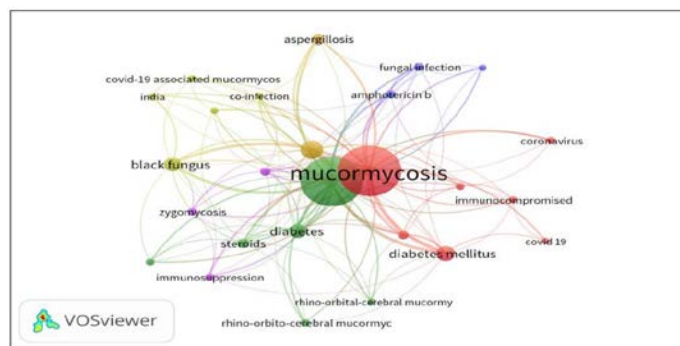 aspergillosis
fungal infection
covid-19 associated mucormycos
india
co-infection
amphotericin b
coronavirus
black fungus
mucormycosis
immunocompromised
zygomycosis
diabetes
steroids
covid 19
diabetes mellitus
immunosuppression
rhino-orbital-cerebral mucormy
rhino-orbito-cerebral mucormyc
VOSviewer